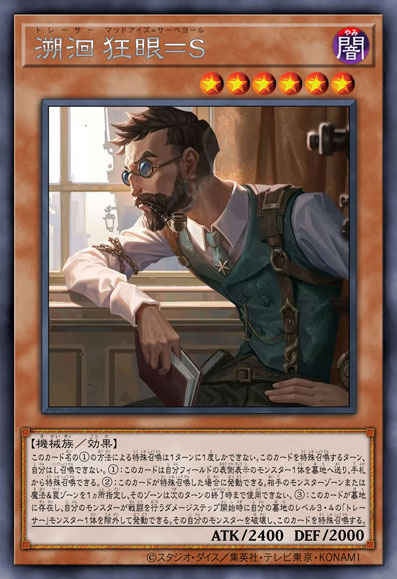 トレーサー マッドアイズ=サーベヨール
溯洄 狂眼=S
やみ
闇
【機械族/効果】
このカード名の①の方法による特殊召喚は1ターンに1度しかできない。このカードを特殊召喚するターン、
自分はLし召喚できない。①:このカードは自分フィールドの表側表示のモンスター1体を墓地へ送り、手札
から特殊召喚できる。②:このカードが特殊召喚した場合に発動できる。相手のモンスターゾーンまたは
魔法&罠ゾーンを1ヵ所指定し、そのゾーンは次のターンの終了時まで使用できない。③:このカードが墓地
に存在し、自分のモンスターが戦闘を行うダメージステップ開始時に自分の墓地のレベル3・4の「トレー
サー」モンスター1体を除外して発動できる。その自分のモンスターを破壊し、このカードを特殊召喚する。
ATK/2400 DEF/2000
©スタジオ・ダイス/集英社・テレビ東京・KONAMI